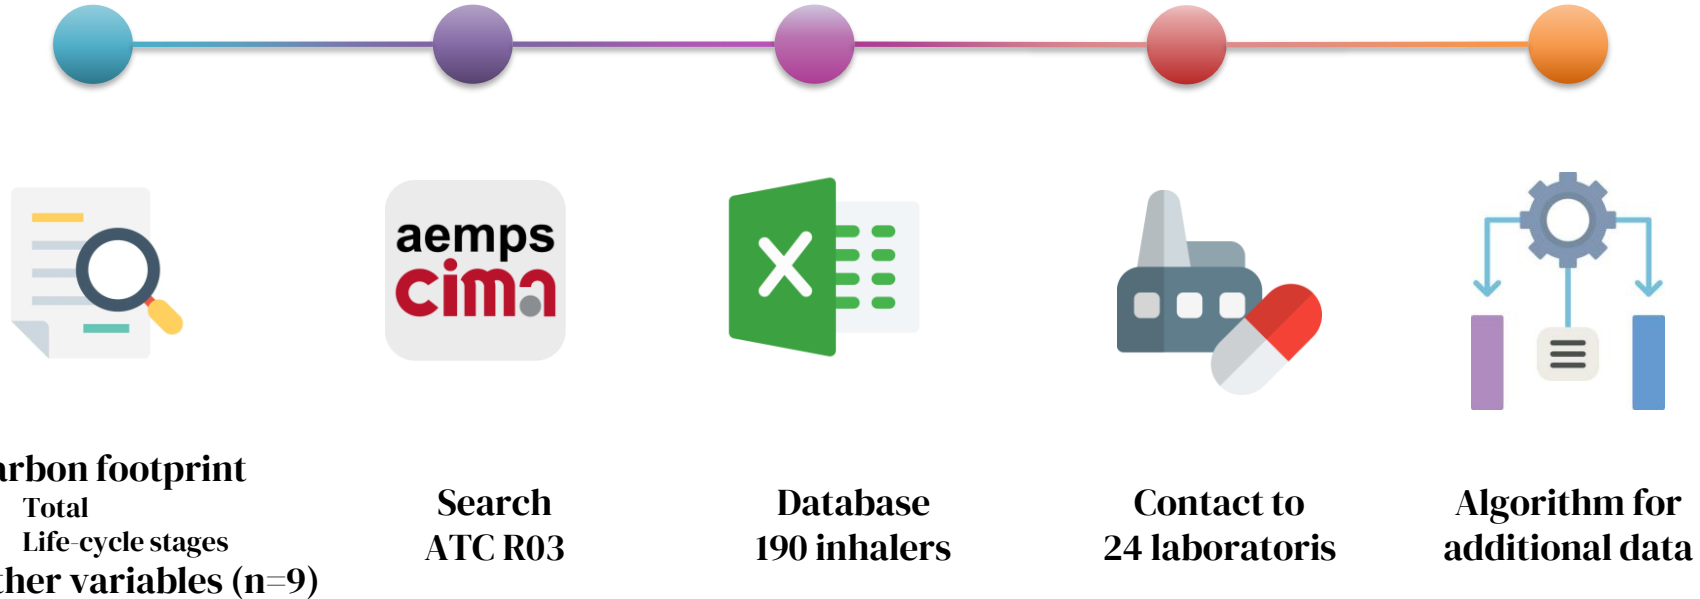 aemps
cima
arbon footprint
Total
Life-cycle stages
ther variables (n=9)
Search
ATC R03
Database
190 inhalers
Contact to
24 laboratoris
Algorithm for
additional data